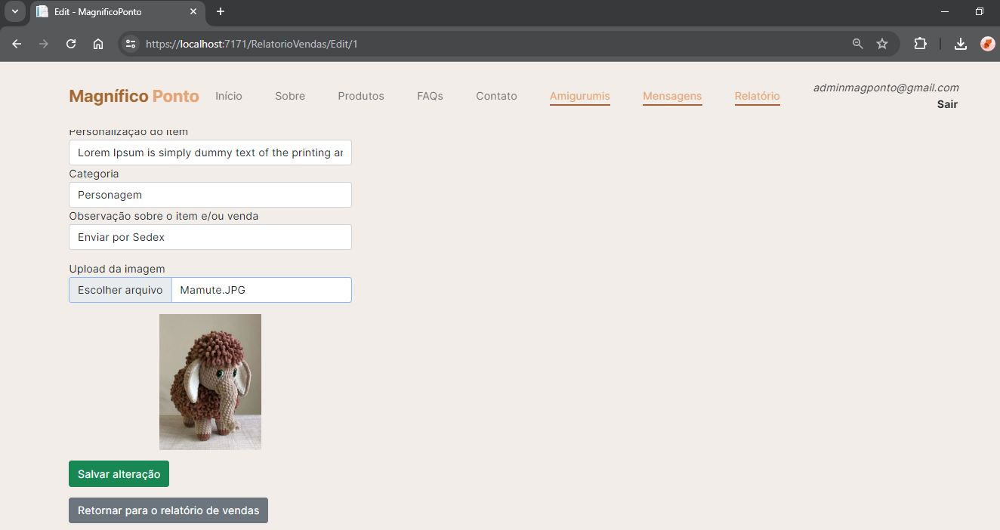 Edit - MagnificoPonto
https://localhost:7171/RelatorioVendas/Edit/1
Magnífico Ponto Início Sobre Produtos FAQs Contato Amigurumis Mensagens Relatório adminmagponto@gmail.com
Sair
Personalização do item
Lorem Ipsum is simply dummy text of the printing ar
Categoria
Personagem
Observação sobre o item e/ou venda
Enviar por Sedex
Upload da imagem
Escolher arquivo Mamute.JPG
Salvar alteração
Retornar para o relatório de vendas